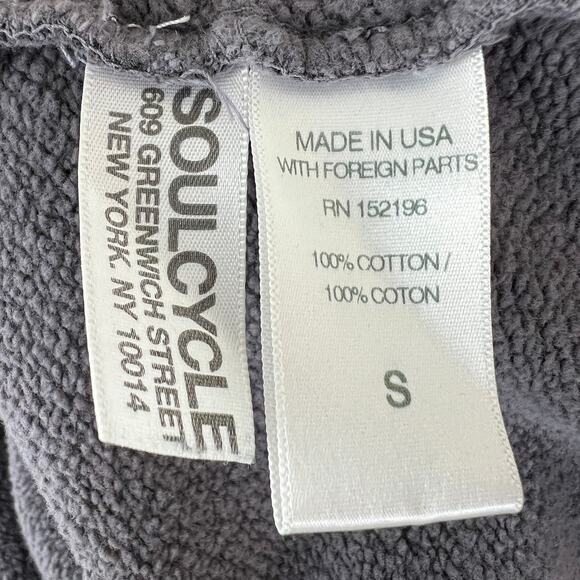 SOULCYCLE
609 GREENWICH STREET
NEW YORK NY 10014
MADE IN USA
WITH FOREIGN PARTS
RN 152196
100% COTTON /
100% COTON
S